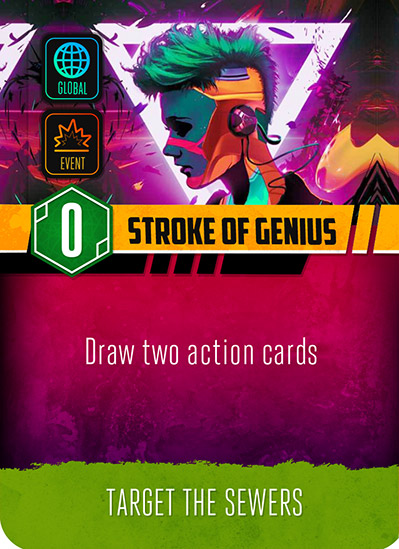 GLOBAL
EVENT
0 STROKE OF GENIUS
Draw two action cards
TARGET THE SEWERS